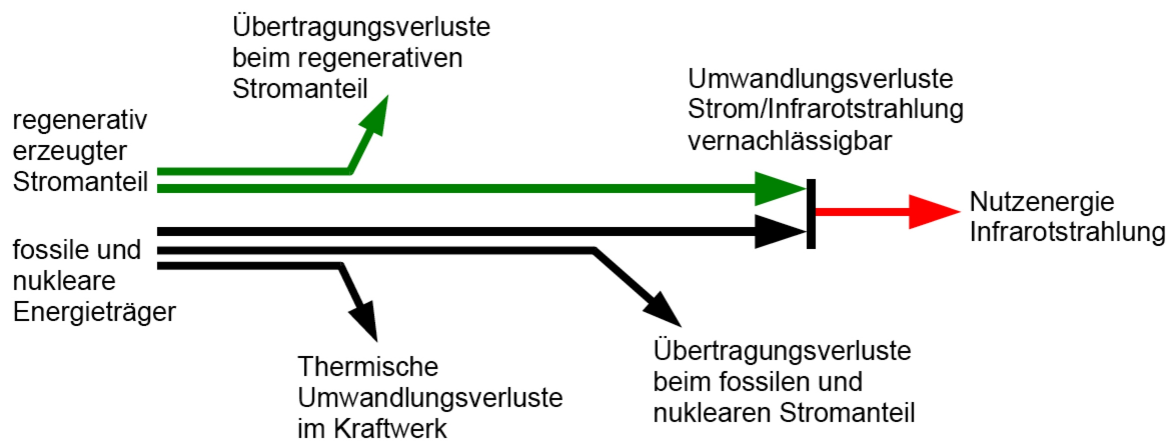 Übertragungsverluste
beim regenerativen
Stromanteil
Umwandlungsverluste
Strom/Infrarotstrahlung
vernachlässigbar
regenerativ
erzeugter
Stromanteil
Nutzenergie
Infrarotstrahlung
fossile und
nukleare
Energieträger
Thermische
Umwandlungsverluste
im Kraftwerk
Übertragungsverluste
beim fossilen und
nuklearen Stromanteil